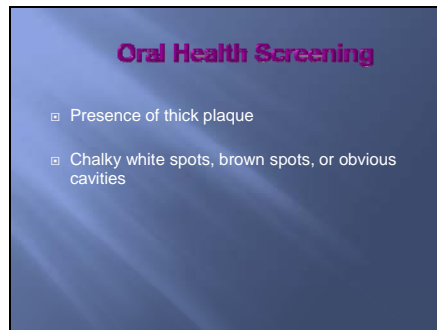 Oral Health Screening
Presence of thick plaque
Chalky white spots, brown spots, or obvious
cavities